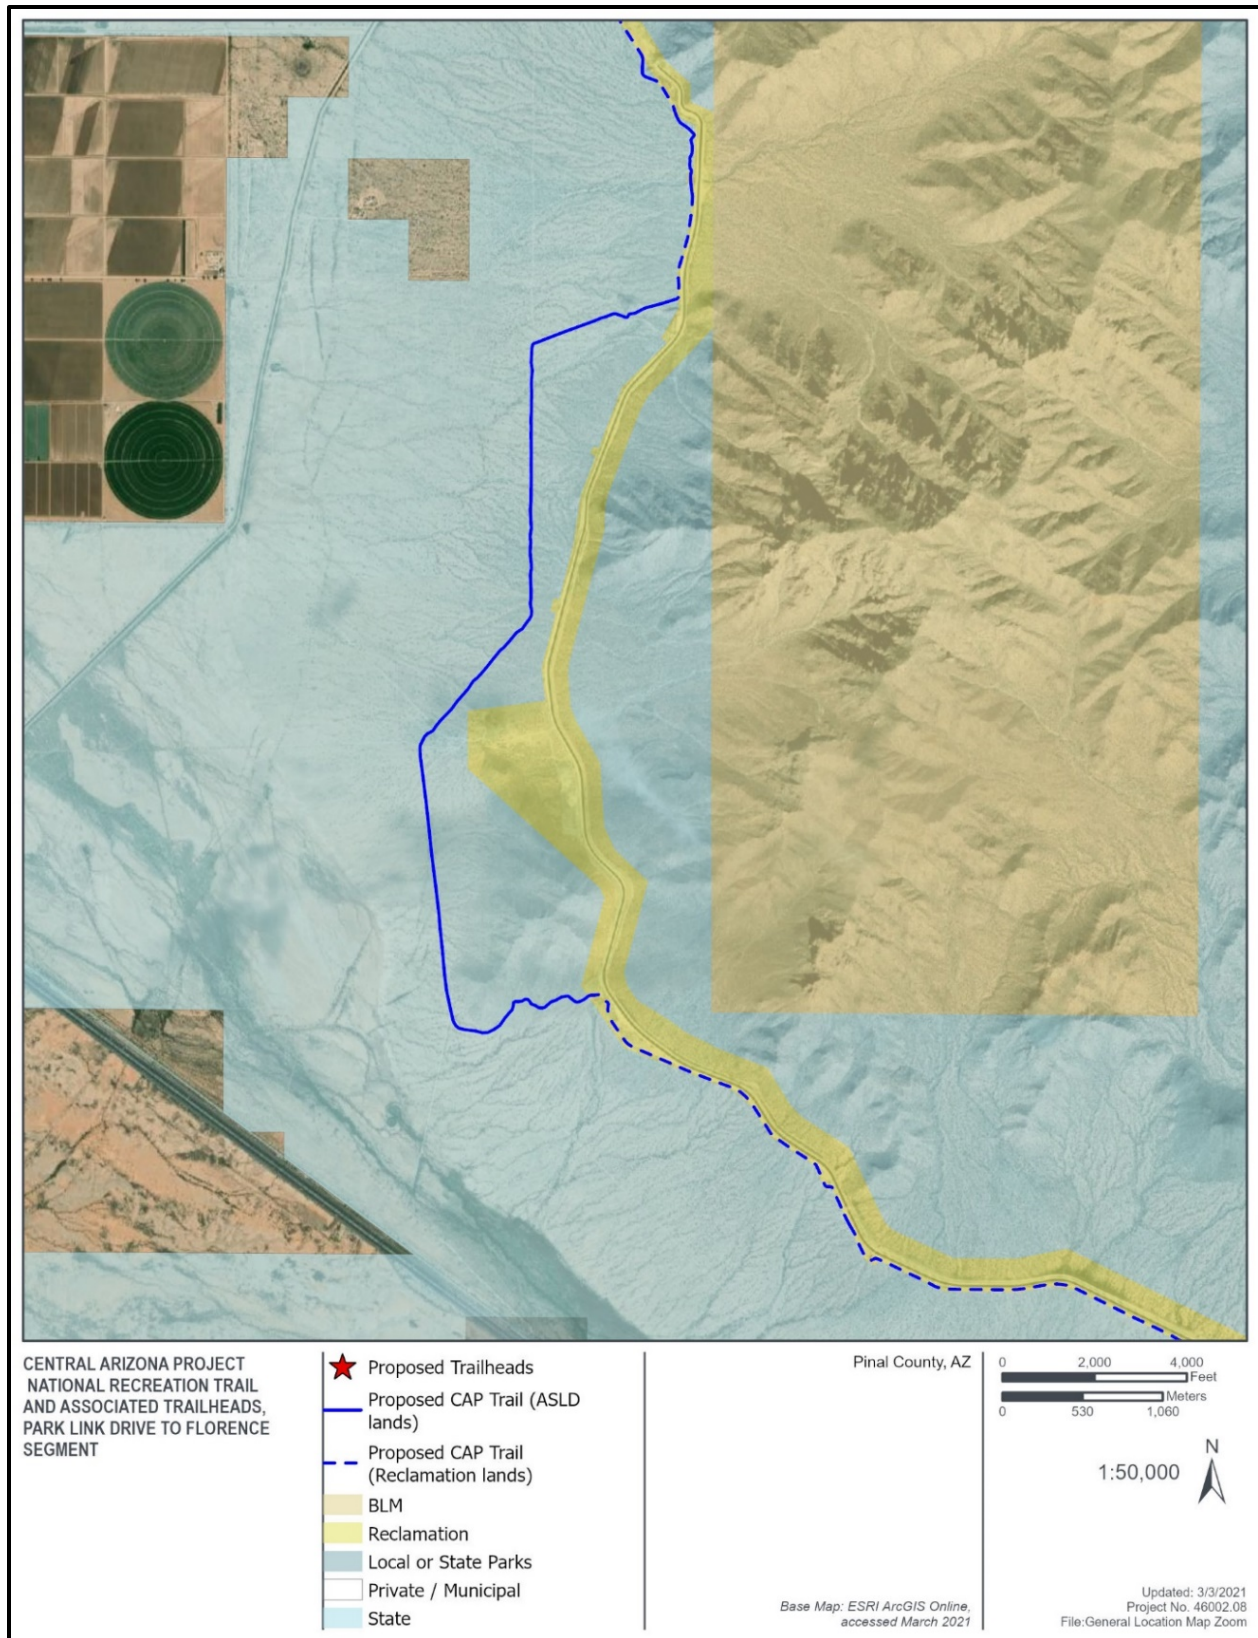 CENTRAL ARIZONA PROJECT
NATIONAL RECREATION TRAIL
AND ASSOCIATED TRAILHEADS,
PARK LINK DRIVE TO FLORENCE
SEGMENT
Proposed Trailheads
Proposed CAP Trail (ASLD
lands)
Proposed CAP Trail
(Reclamation lands)
BLM
Reclamation
Local or State Parks
Private / Municipal
State
Pinal County, AZ
Base Map: ESRI ArcGIS Online,
accessed March 2021
0 2,000 4,000
Feet
Meters
0 530 1,060
N
1:50,000
Updated: 3/3/2021
Project No. 46002.08
File:General Location Map Zoom